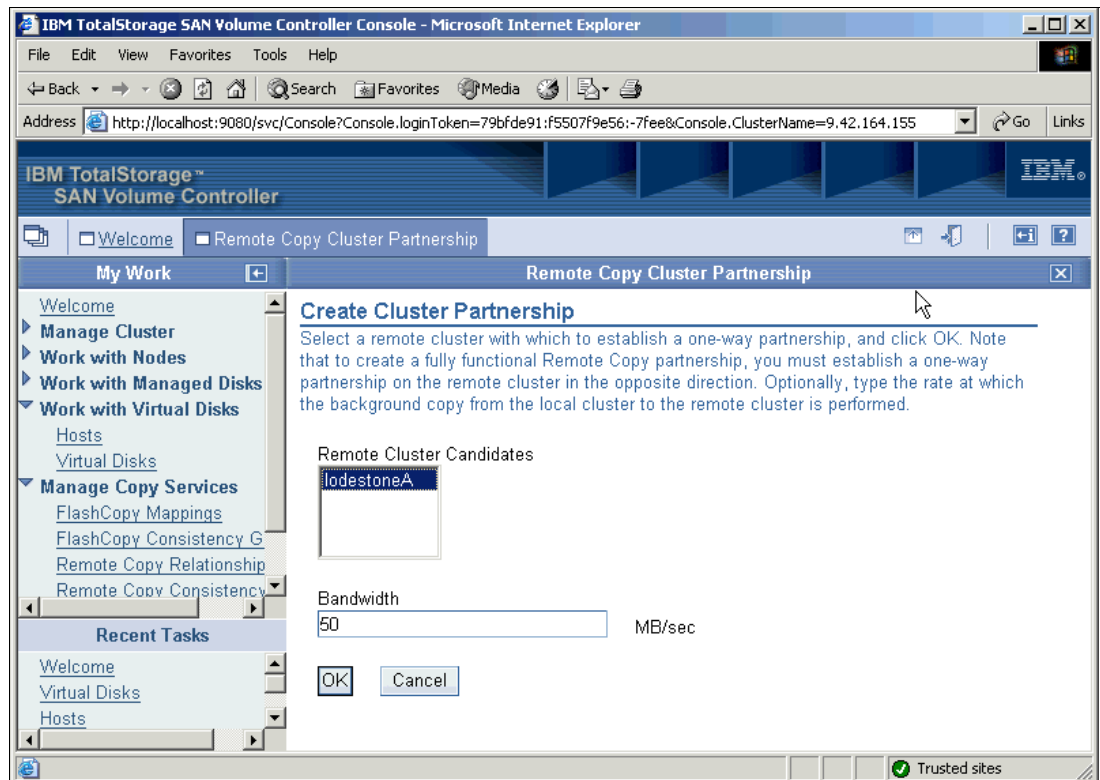 IBM TotalStorage SAN Volume Controller Console - Microsoft Internet Explorer
File Edit View Favorites Tools Help
Back Search Favorites Media
Address http://localhost:9080/svc/Console?Console.loginToken=79bfde91:f5507f9e56:-7fee&Console.ClusterName=9.42.164.155 Go Links
IBM TotalStorage™
SAN Volume Controller
IBM®
Welcome Remote Copy Cluster Partnership
My Work
Remote Copy Cluster Partnership
Welcome
Manage Cluster
Work with Nodes
Work with Managed Disks
Work with Virtual Disks
Hosts
Virtual Disks
Manage Copy Services
FlashCopy Mappings
FlashCopy Consistency G
Remote Copy Relationship
Remote Copy Consistency
Recent Tasks
Welcome
Virtual Disks
Hosts
Create Cluster Partnership
Select a remote cluster with which to establish a one-way partnership, and click OK. Note
that to create a fully functional Remote Copy partnership, you must establish a one-way
partnership on the remote cluster in the opposite direction. Optionally, type the rate at which
the background copy from the local cluster to the remote cluster is performed.
Remote Cluster Candidates
lodestoneA
Bandwidth
50 MB/sec
OK Cancel
Trusted sites